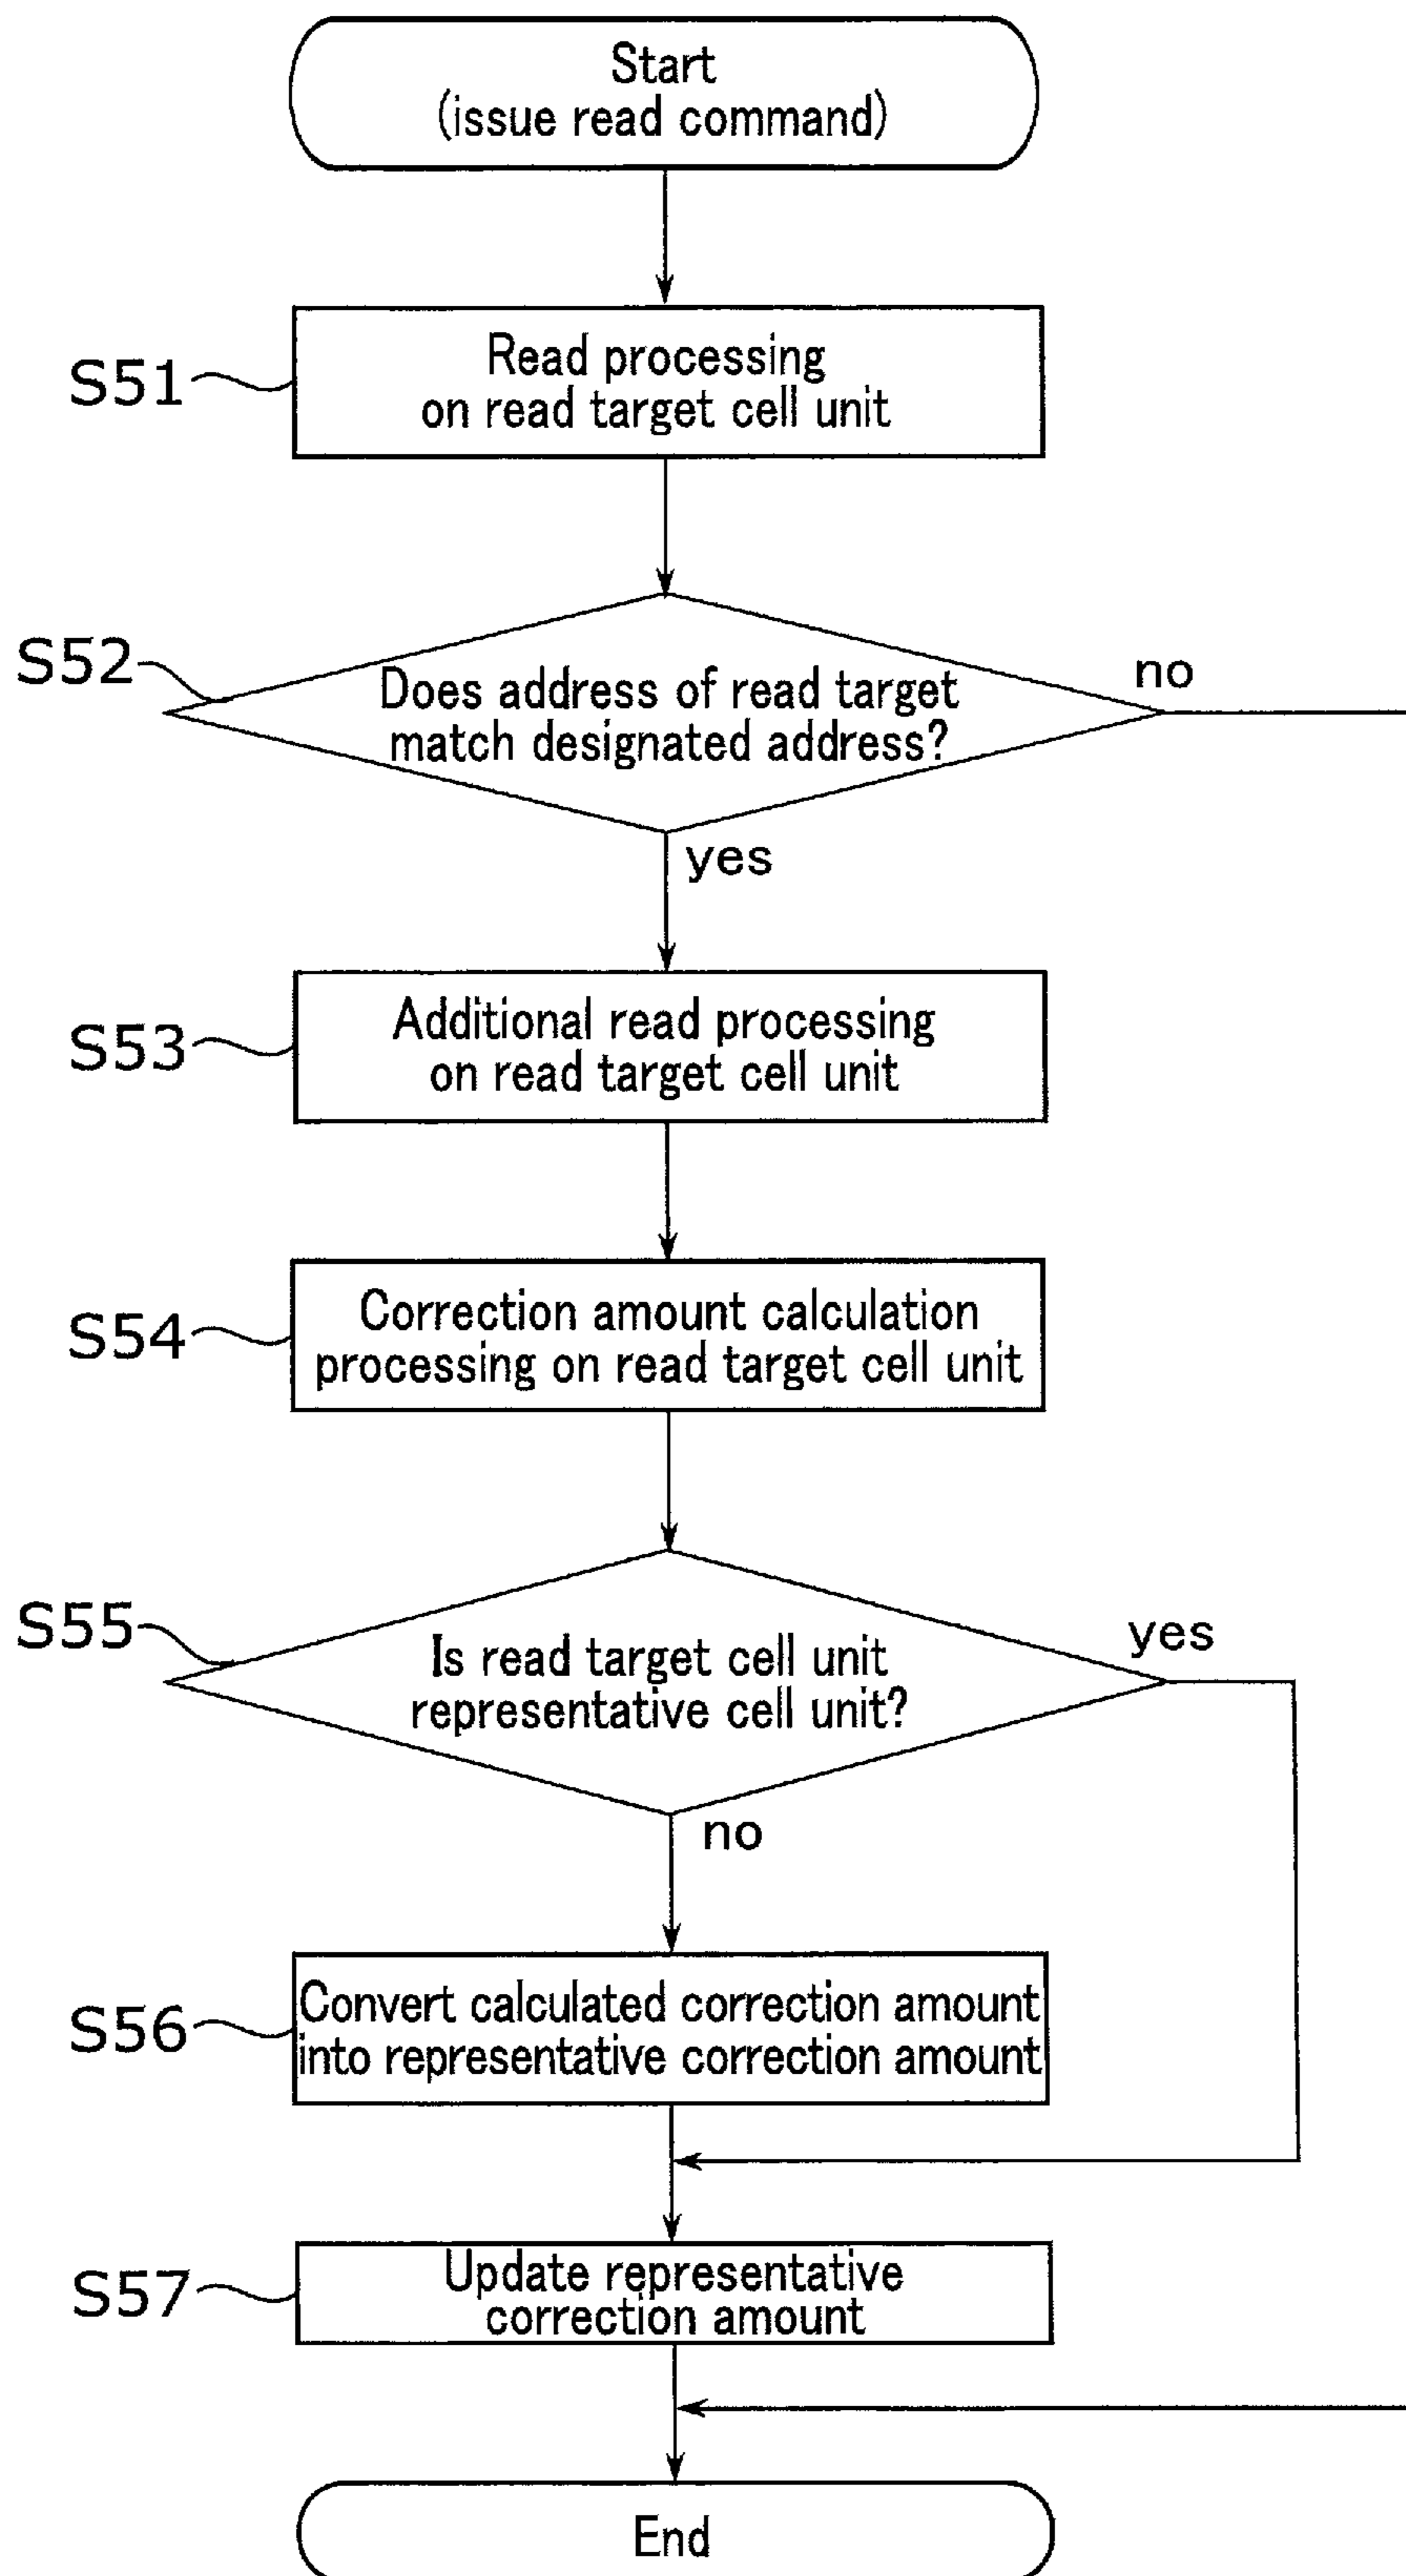 Start
(issue read command)
S51
Read processing
on read target cell unit
S52
Does address of read target
match designated address?
no
yes
S53
Additional read processing
on read target cell unit
S54
Correction amount calculation
processing on read target cell unit
S55
Is read target cell unit
representative cell unit?
yes
no
S56
Convert calculated correction amount
into representative correction amount
S57
Update representative
correction amount
End